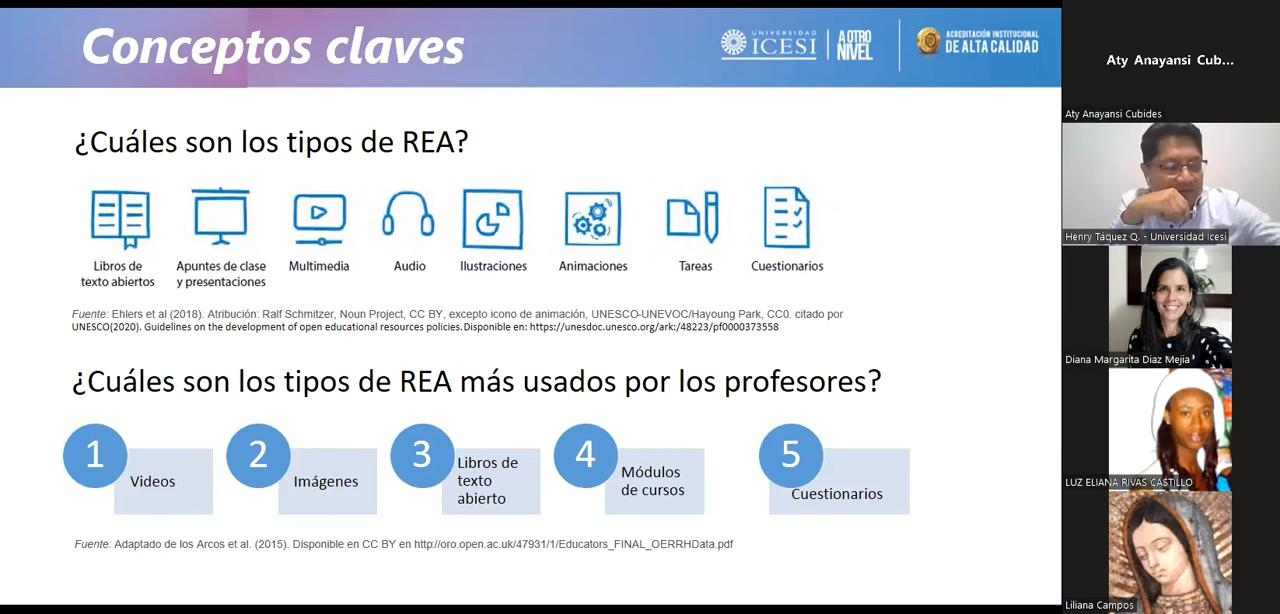 Conceptos claves
UNIVERSIDAD
ICESI
A OTRO
NIVEL
ACREDITACIÓN INSTITUCIONAL
DE ALTA CALIDAD
¿Cuáles son los tipos de REA?
Libros de
texto abiertos
Apuntes de clase
y presentaciones
Multimedia
Audio
Ilustraciones
Animaciones
Tareas
Cuestionarios
Fuente: Ehlers et al (2018). Atribución: Ralf Schmitzer, Noun Project, CC BY, excepto icono de animación, UNESCO-UNEVOC/Hayoung Park, CC0. citado por
UNESCO(2020). Guidelines on the development of open educational resources policies. Disponible en: https://unesdoc.unesco.org/ark:/48223/pf0000373558
¿Cuáles son los tipos de REA más usados por los profesores?
1
Videos
2
Imágenes
3
Libros de
texto
abierto
4
Módulos
de cursos
5
Cuestionarios
Fuente: Adaptado de los Arcos et al. (2015). Disponible en CC BY en http://oro.open.ac.uk/47931/1/Educators_FINAL_OERRHData.pdf
Aty Anayansi Cub...
Aty Anayansi Cubides
Henry Táquez Q. - Universidad Icesi
Diana Margarita Diaz Mejia
LUZ ELIANA RIVAS CASTILLO
Liliana Campos